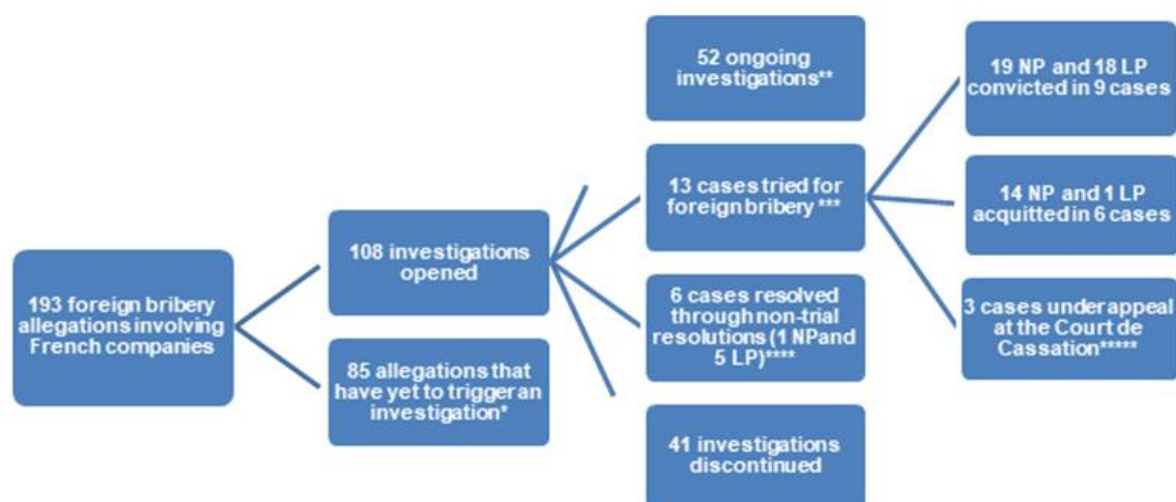 193 foreign bribery
allegations involving
French companies
108 investigations
opened
85 allegations that
have yet to trigger an
investigation*
52 ongoing
investigations**
13 cases tried for
foreign bribery ***
6 cases resolved
through non-trial
resolutions (1 NPand
5 LP)****
41 investigations
discontinued
19 NP and 18 LP
convicted in 9 cases
14 NP and 1 LP
acquitted in 6 cases
3 cases under appeal
at the Court de
Cassation*****